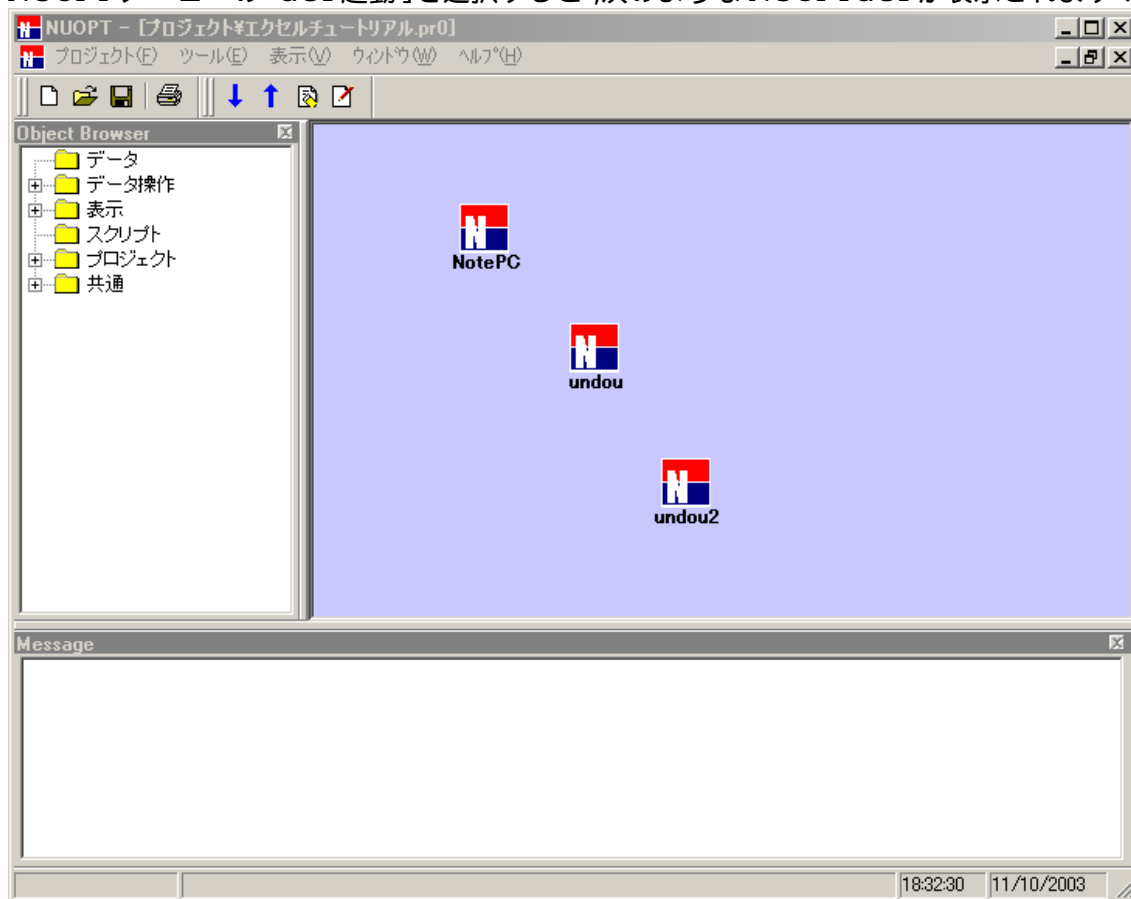 NUOPT - [プロジェクト¥エクセルチュートリアル.pr0]
プロジェクト(F) ツール(E) 表示(V) ウィンドウ(W) ヘルプ(H)
Object Browser
データ
データ操作
表示
スクリプト
プロジェクト
共通
NotePC
undou
undou2
Message
18:32:30 11/10/2003